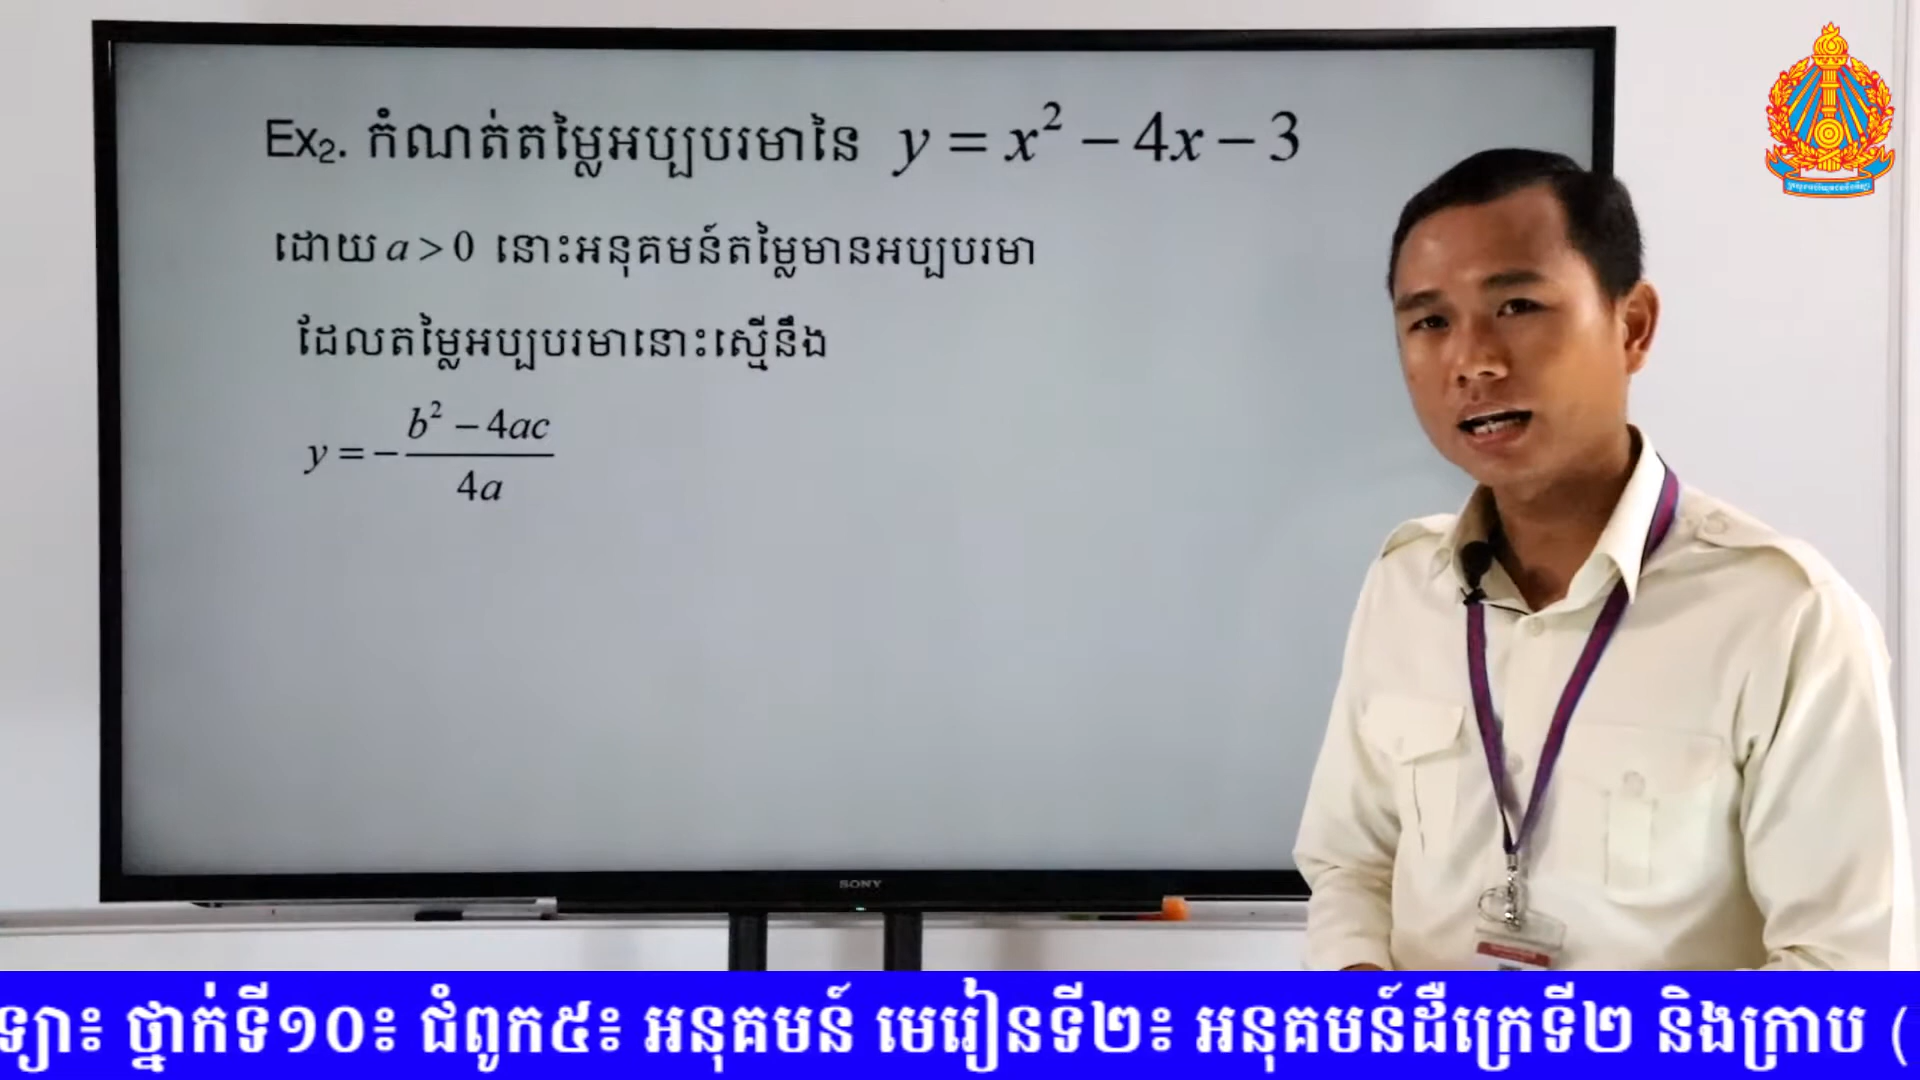 Ex₂. កំណត់តម្លៃអប្បបរមានៃ y = x² − 4x − 3
ដោយ a > 0 នោះអនុគមន៍តម្លៃមានអប្បបរមា
ដែលតម្លៃអប្បបរមានោះស្មើនឹង
y = − (b² − 4ac) / 4a
SONY
ទ្យា៖ ថ្នាក់ទី១០៖ ជំពូក៥៖ អនុគមន៍ មេរៀនទី២៖ អនុគមន៍ដឺក្រេទី២ និងក្រាប (